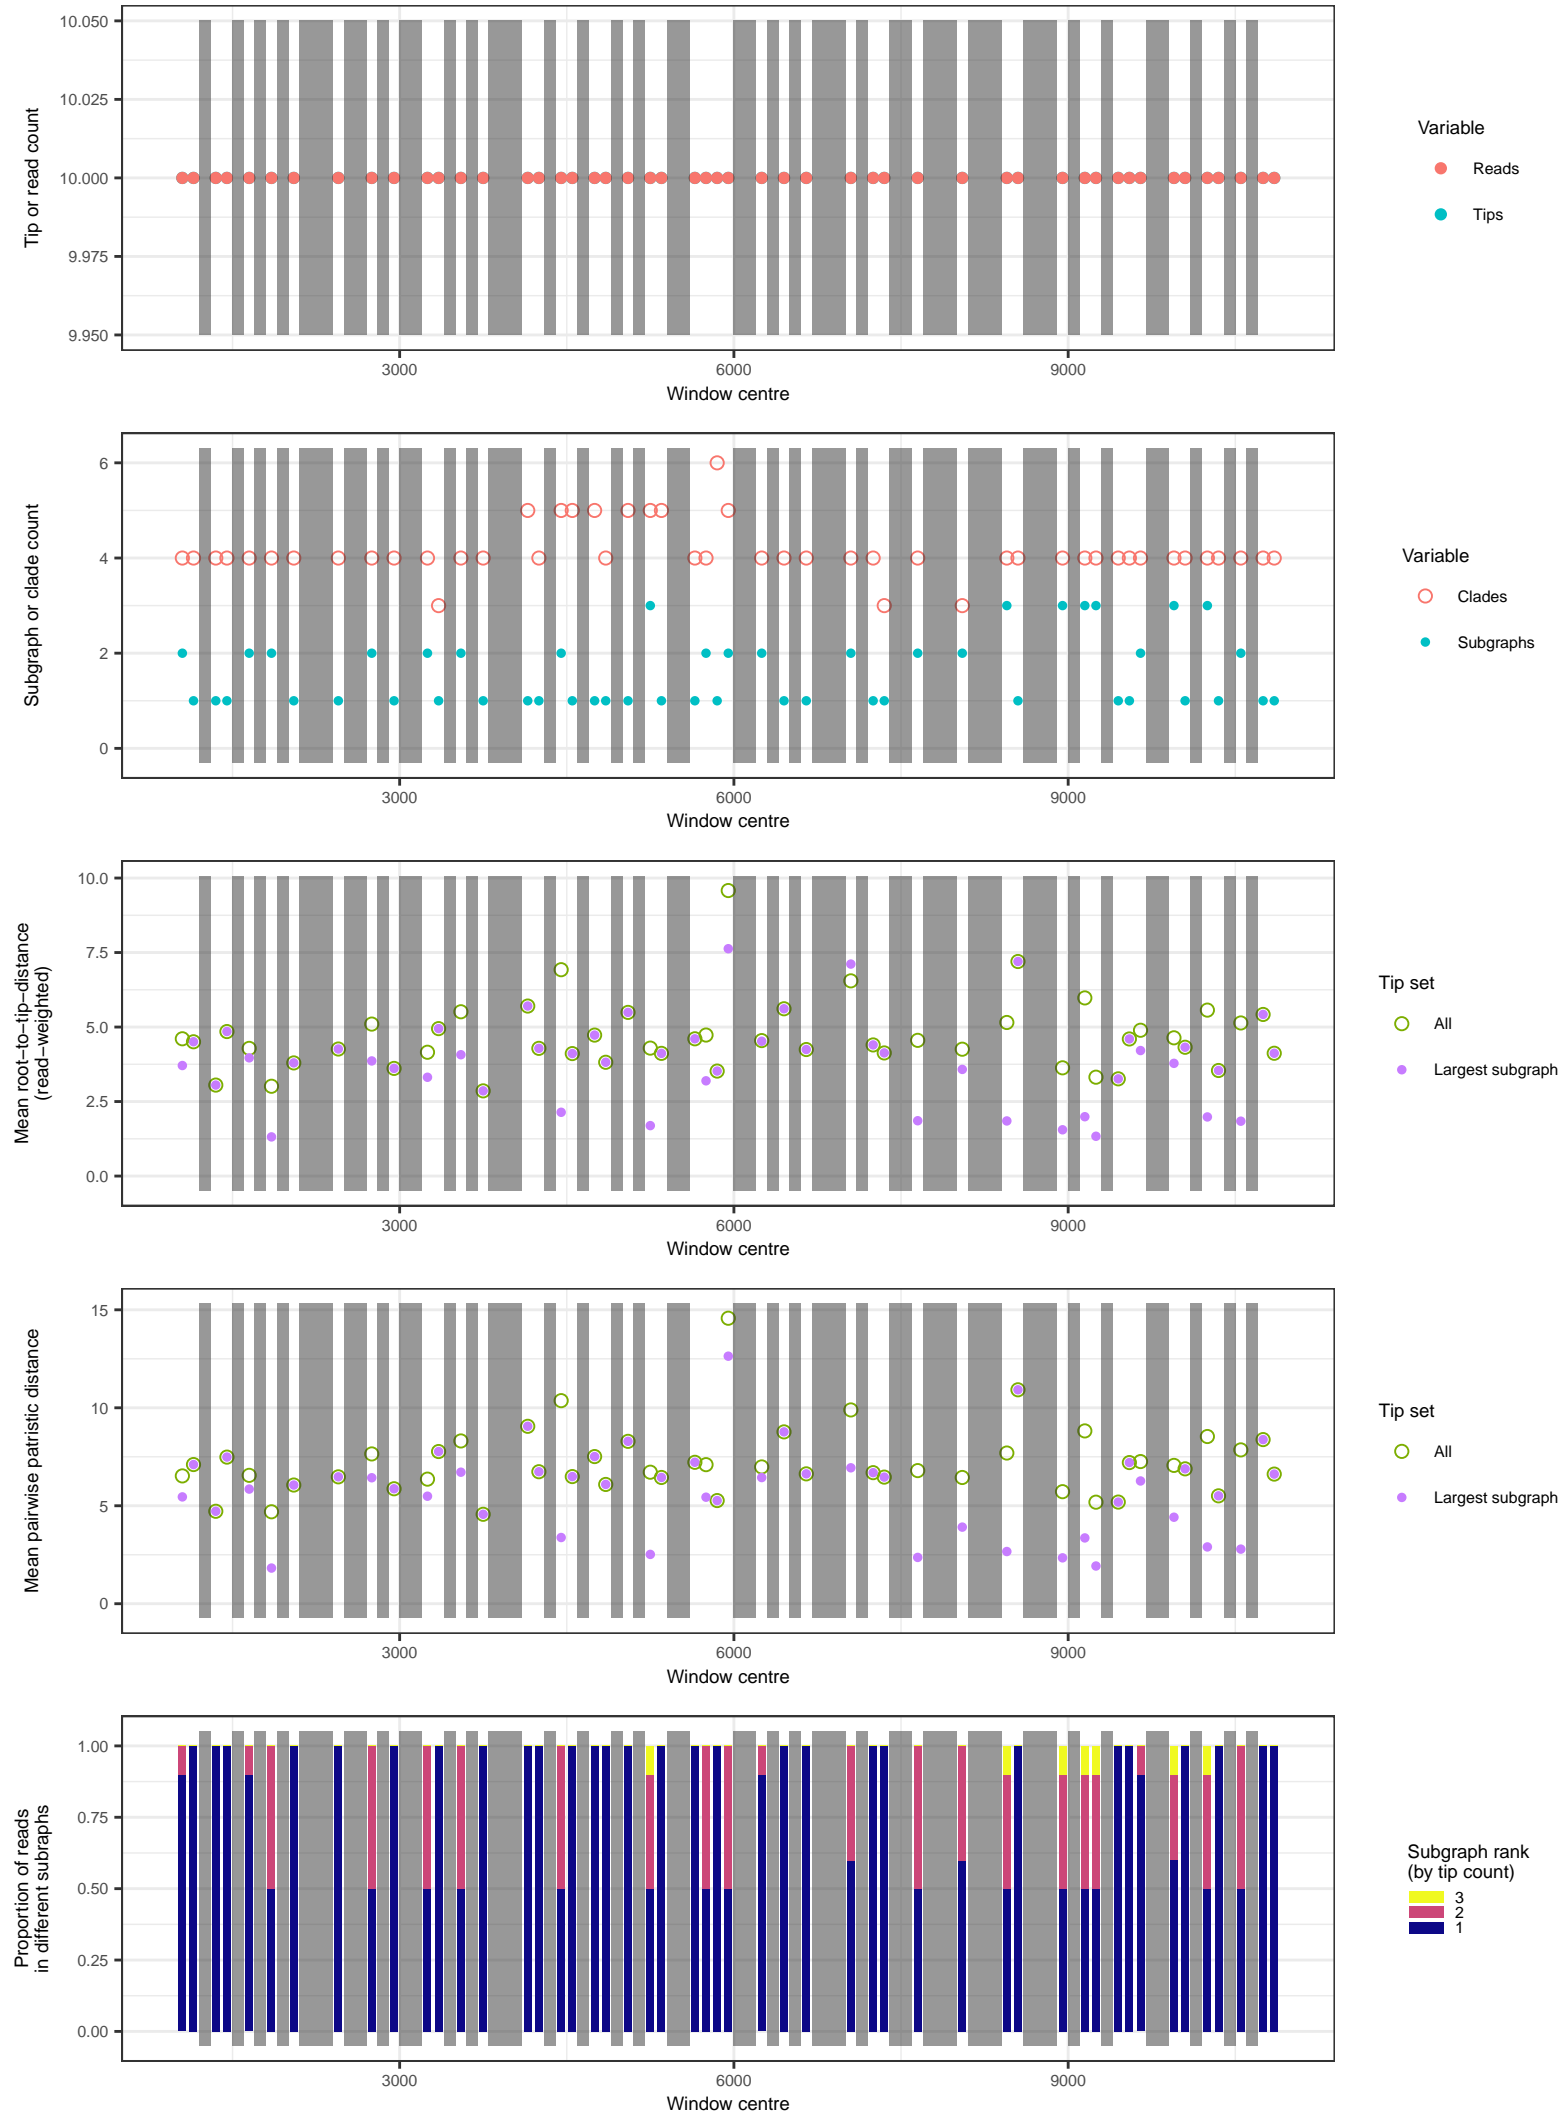 10.050
10.025
10.000
9.975
9.950
Tip or read count
3000
6000
9000
Window centre
Variable
Reads
Tips
6
4
2
0
Subgraph or clade count
3000
6000
9000
Window centre
Variable
Clades
Subgraphs
10.0
7.5
5.0
2.5
0.0
Mean root−to−tip−distance
(read−weighted)
3000
6000
9000
Window centre
Tip set
All
Largest subgraph
15
10
5
0
Mean pairwise patristic distance
3000
6000
9000
Window centre
Tip set
All
Largest subgraph
1.00
0.75
0.50
0.25
0.00
Proportion of reads
in different subraphs
3000
6000
9000
Window centre
Subgraph rank
(by tip count)
3
2
1